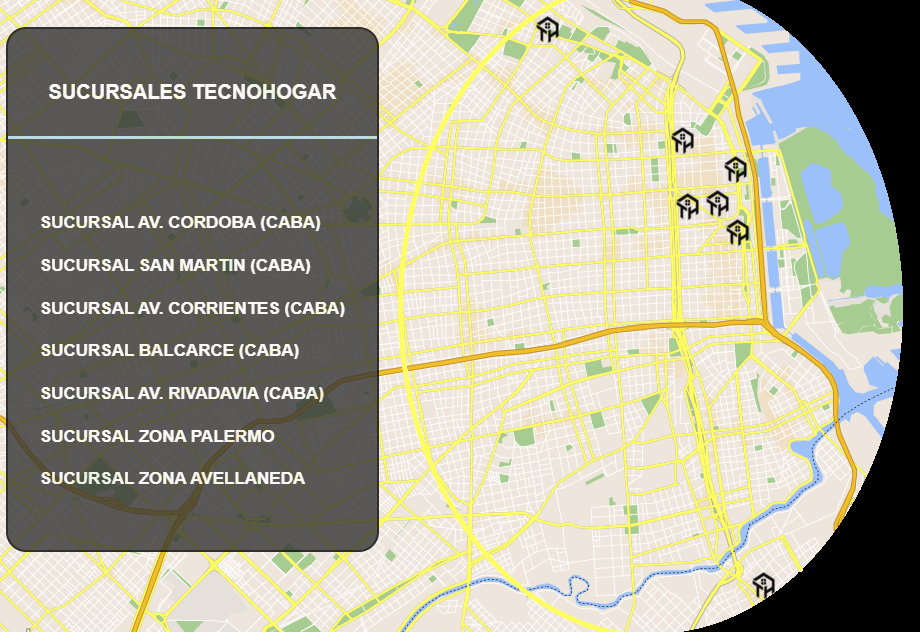 SUCURSALES TECNOHOGAR
SUCURSAL AV. CORDOBA (CABA)
SUCURSAL SAN MARTIN (CABA)
SUCURSAL AV. CORRIENTES (CABA)
SUCURSAL BALCARCE (CABA)
SUCURSAL AV. RIVADAVIA (CABA)
SUCURSAL ZONA PALERMO
SUCURSAL ZONA AVELLANEDA